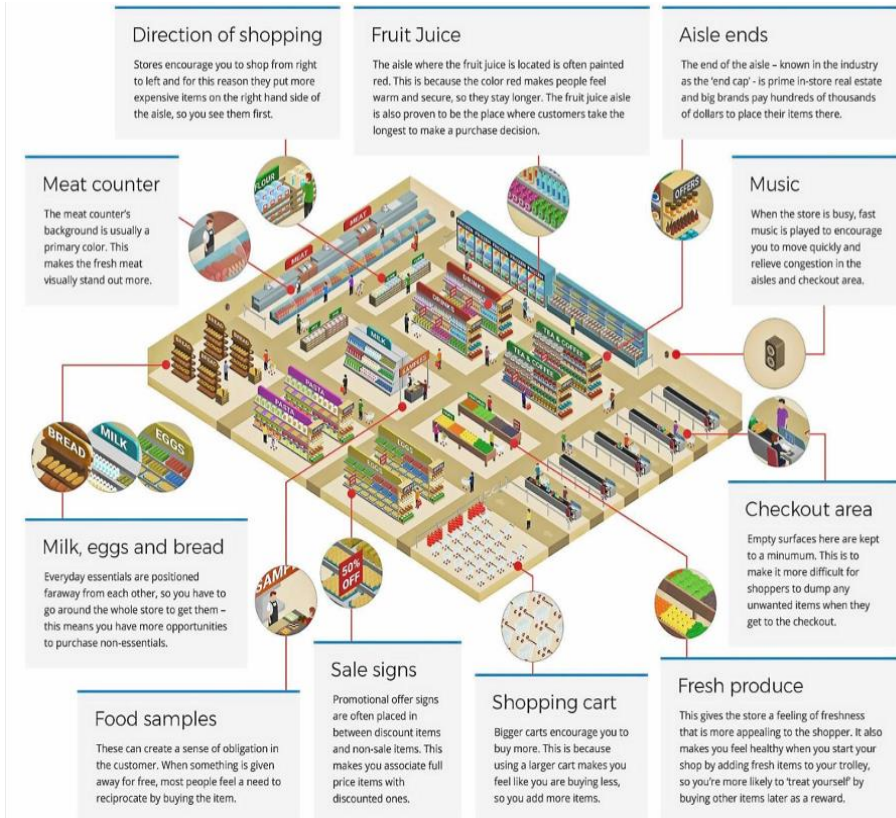 Direction of shopping
Stores encourage you to shop from right
to left and for this reason they put more
expensive items on the right hand side of
the aisle, so you see them first.
Fruit Juice
The aisle where the fruit juice is located is often painted
red. This is because the color red makes people feel
warm and secure, so they stay longer. The fruit juice aisle
is also proven to be the place where customers take the
longest to make a purchase decision.
Aisle ends
The end of the aisle – known in the industry
as the 'end cap' - is prime in-store real estate
and big brands pay hundreds of thousands
of dollars to place their items there.
Meat counter
The meat counter's
background is usually a
primary color. This
makes the fresh meat
visually stand out more.
Music
When the store is busy, fast
music is played to encourage
you to move quickly and
relieve congestion in the
aisles and checkout area.
FLOUR
OFFERS
MEAT
MEAT
DRINKS
DRINKS
MILK
TEA & COFFEE
TEA & COFFEE
BREAD
BREAD
BREAD
SAMPLES
PASTA
PASTA
EGGS
EGGS
BREAD
MILK
EGGS
Milk, eggs and bread
Everyday essentials are positioned
faraway from each other, so you have to
go around the whole store to get them –
this means you have more opportunities
to purchase non-essentials.
Checkout area
Empty surfaces here are kept
to a minumum. This is to
make it more difficult for
shoppers to dump any
unwanted items when they
get to the checkout.
SAMP
50%
OFF
Food samples
These can create a sense of obligation in
the customer. When something is given
away for free, most people feel a need to
reciprocate by buying the item.
Sale signs
Promotional offer signs
are often placed in
between discount items
and non-sale items. This
makes you associate full
price items with
discounted ones.
Shopping cart
Bigger carts encourage you to
buy more. This is because
using a larger cart makes you
feel like you are buying less,
so you add more items.
Fresh produce
This gives the store a feeling of freshness
that is more appealing to the shopper. It also
makes you feel healthy when you start your
shop by adding fresh items to your trolley,
so you're more likely to 'treat yourself' by
buying other items later as a reward.